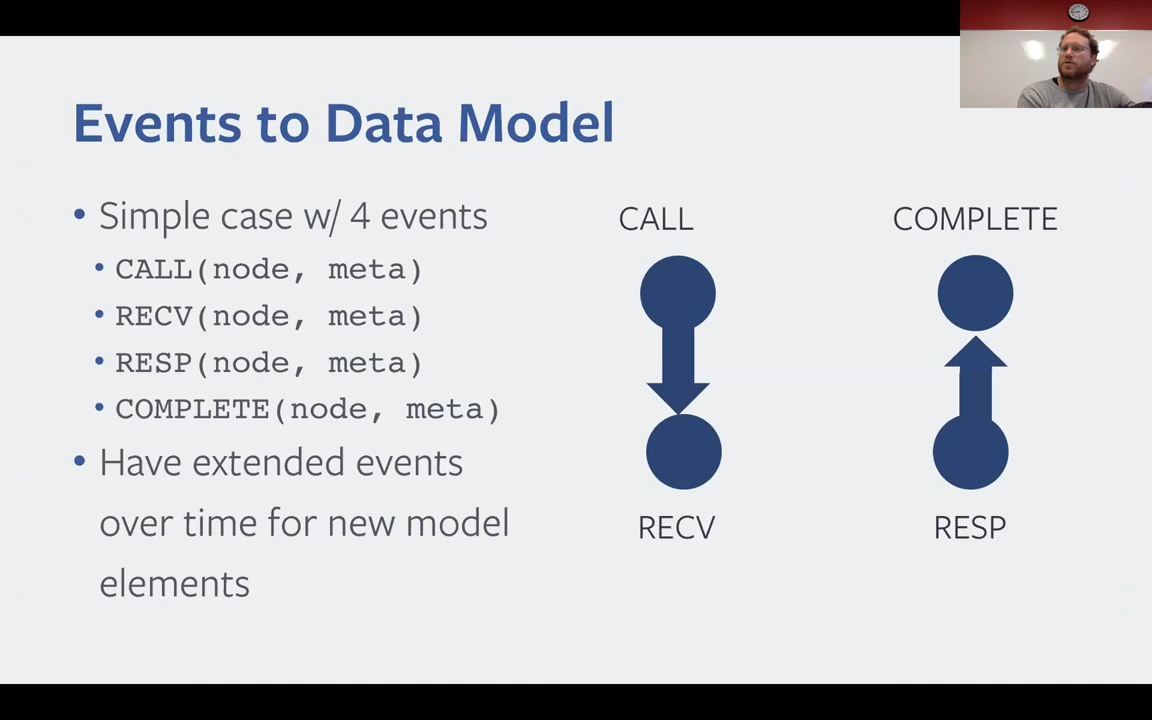 Events to Data Model
• Simple case w/ 4 events
• CALL(node, meta)
• RECV(node, meta)
• RESP(node, meta)
• COMPLETE(node, meta)
• Have extended events
over time for new model
elements
CALL
COMPLETE
RECV
RESP